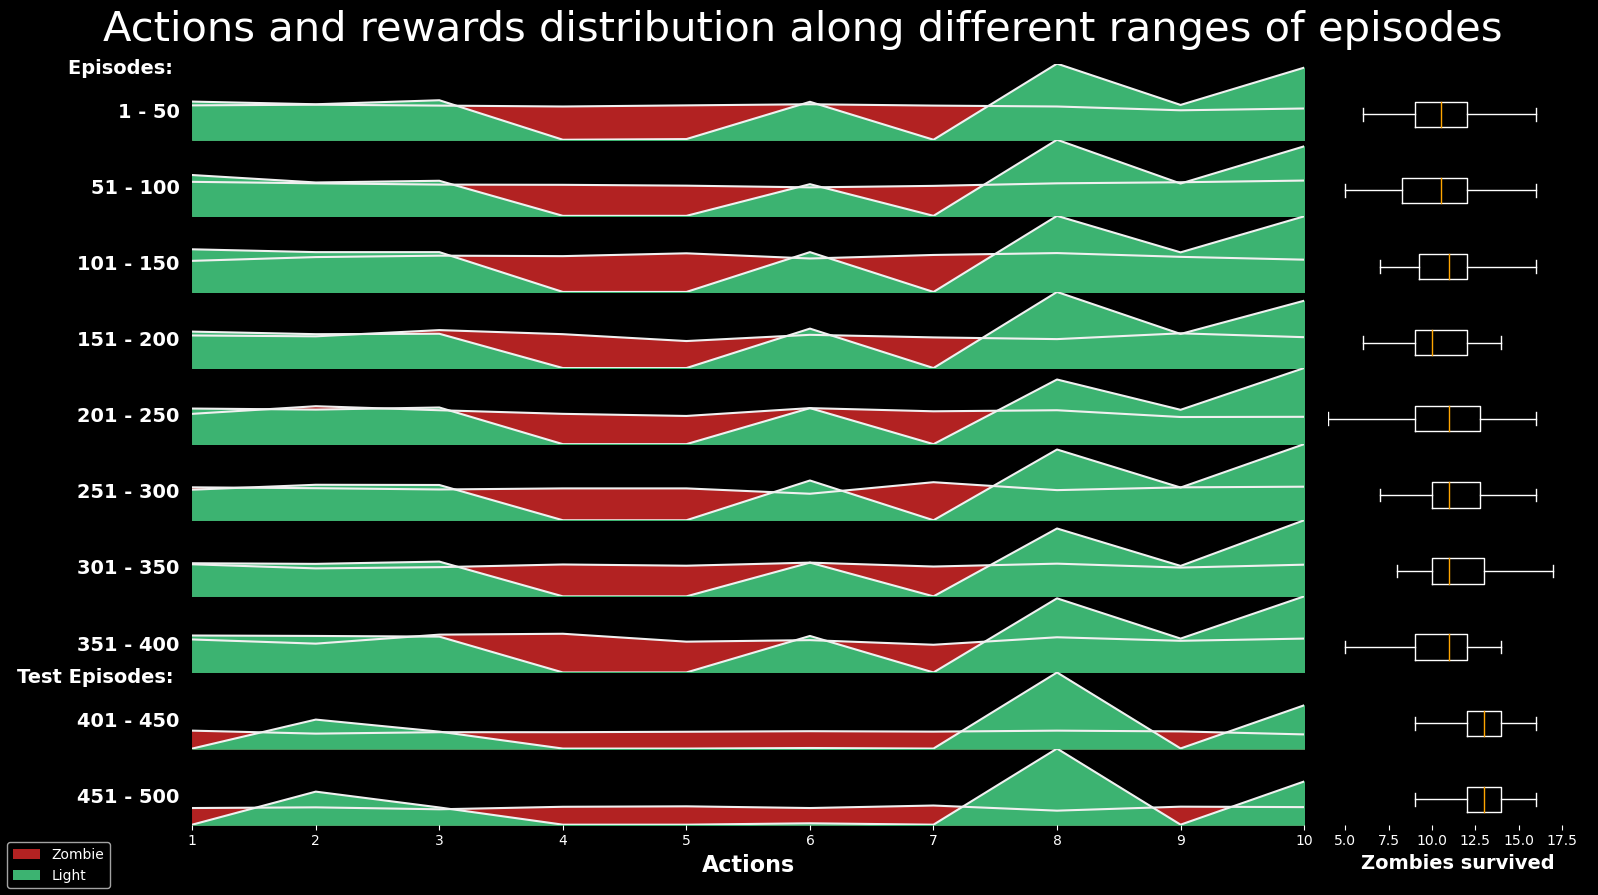 Actions and rewards distribution along different ranges of episodes
Episodes:
1 - 50
51 - 100
101 - 150
151 - 200
201 - 250
251 - 300
301 - 350
351 - 400
Test Episodes:
401 - 450
451 - 500
1 2 3 4 5 6 7 8 9 10
5.0 7.5 10.0 12.5 15.0 17.5
Actions
Zombies survived
Zombie
Light